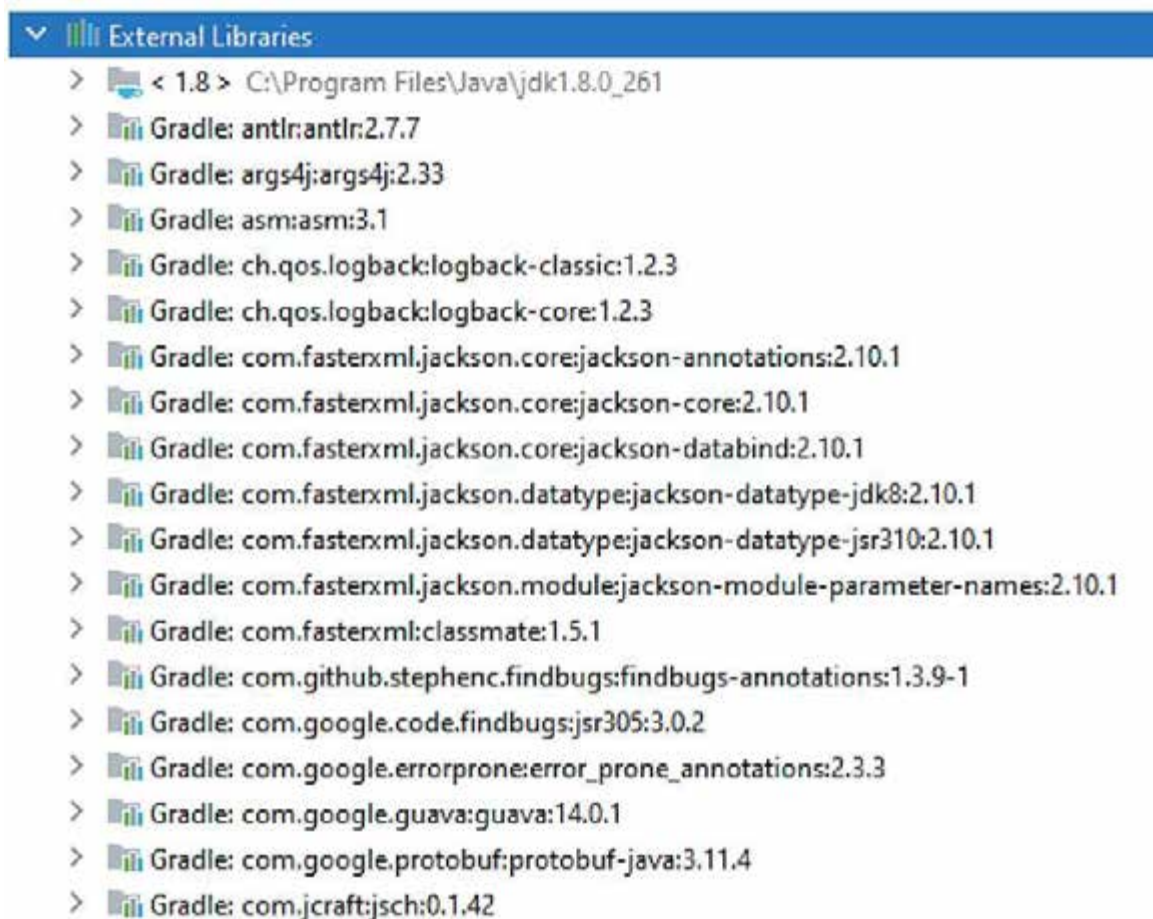 External Libraries
< 1.8 > C:\Program Files\Java\jdk1.8.0_261
Gradle: antlr:antlr:2.7.7
Gradle: args4j:args4j:2.33
Gradle: asm:asm:3.1
Gradle: ch.qos.logback:logback-classic:1.2.3
Gradle: ch.qos.logback:logback-core:1.2.3
Gradle: com.fasterxml.jackson.core:jackson-annotations:2.10.1
Gradle: com.fasterxml.jackson.core:jackson-core:2.10.1
Gradle: com.fasterxml.jackson.core:jackson-databind:2.10.1
Gradle: com.fasterxml.jackson.datatype:jackson-datatype-jdk8:2.10.1
Gradle: com.fasterxml.jackson.datatype:jackson-datatype-jsr310:2.10.1
Gradle: com.fasterxml.jackson.module:jackson-module-parameter-names:2.10.1
Gradle: com.fasterxml:classmate:1.5.1
Gradle: com.github.stephenc.findbugs:findbugs-annotations:1.3.9-1
Gradle: com.google.code.findbugs:jsr305:3.0.2
Gradle: com.google.errorprone:error_prone_annotations:2.3.3
Gradle: com.google.guava:guava:14.0.1
Gradle: com.google.protobuf:protobuf-java:3.11.4
Gradle: com.jcraft:jsch:0.1.42